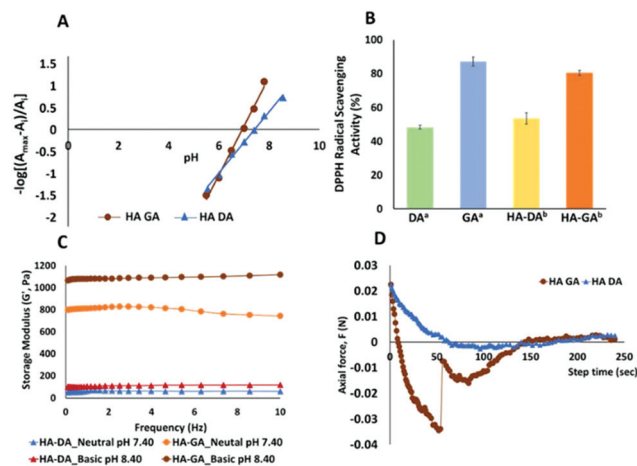 A
-log[(Amax-Ai)/Ai]
1.5
1
0.5
0
-0.5
-1
-1.5
-2
0 2 4 6 8 10
pH
HA GA HA DA
B
DPPH Radical Scavenging
Activity (%)
100
80
60
40
20
0
DAa GAa HA-DAb HA-GAb
C
Storage Modulus (G', Pa)
1200
1000
800
600
400
200
0
0 2 4 6 8 10
Frequency (Hz)
HA-DA_Neutral pH 7.40 HA-GA_Neutal pH 7.40
HA-DA_Basic pH 8.40 HA-GA_Basic pH 8.40
D
HA GA HA DA
Axial force, F (N)
0.03
0.02
0.01
0
-0.01
-0.02
-0.03
-0.04
0 50 100 150 200 250
Step time (sec)